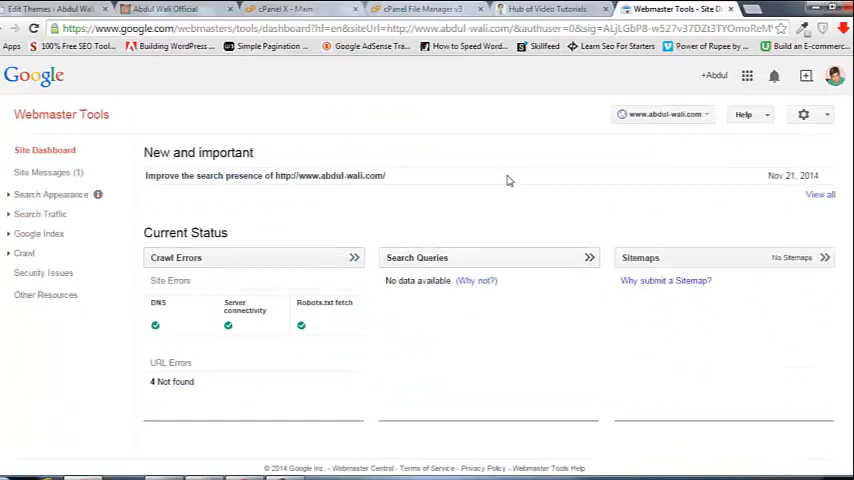 Edit Themes ‹ Abdul Wali
Abdul Wali Official
cPanel X - Main
cPanel File Manager v3
Hub of Video Tutorials
Webmaster Tools - Site D
https://www.google.com/webmasters/tools/dashboard?hl=en&siteUrl=http://www.abdul-wali.com/&authuser=0&sig=
Apps
100% Free SEO Tool...
Building WordPress...
Simple Pagination ...
Google AdSense Tra...
How to Speed Word...
Skillfeed
Learn Seo For Starters
Power of Rupee by ...
Build an E-commerc...
Google
+Abdul
Webmaster Tools
www.abdul-wali.com
Help
Site Dashboard
New and important
Site Messages (1)
Improve the search presence of http://www.abdul-wali.com/
Nov 21, 2014
Search Appearance
View all
Search Traffic
Google Index
Current Status
Crawl
Security Issues
Other Resources
Crawl Errors
Search Queries
Sitemaps
No Sitemaps
Site Errors
No data available. (Why not?)
Why submit a Sitemap?
DNS
Server
connectivity
Robots.txt fetch
URL Errors
4 Not found
© 2014 Google Inc. - Webmaster Central - Terms of Service - Privacy Policy - Webmaster Tools Help